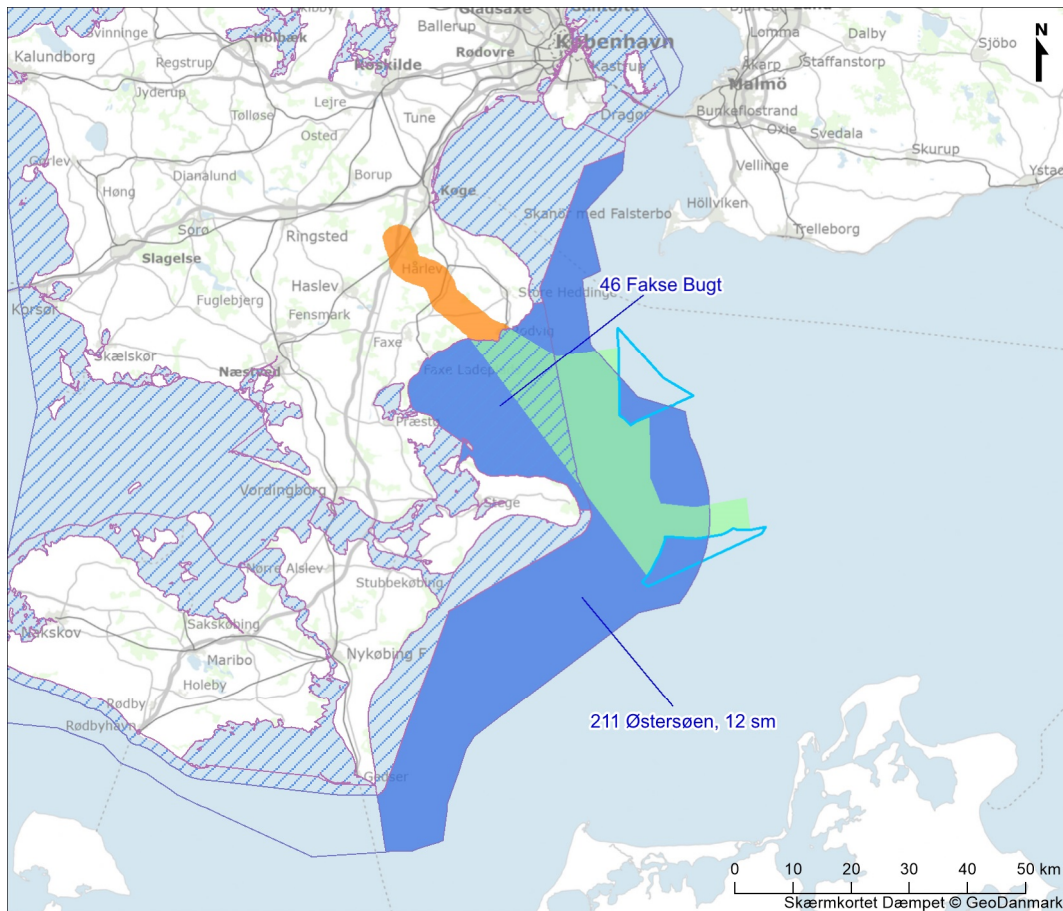 Skibby
Gladsaxe
Lomma
Dalby
Svinninge
Ballerup
Sjöbo
Holbæk
København
Åkarp
Staffanstorp
N
Kalundborg
Rødovre
Regstrup
Roskilde
Kastrup
Malmö
Jyderup
Lejre
Bunkeflostrand
Tølløse
Tune
Dragør
Oxie
Svedala
Osted
Skurup
Gørlev
Dianalund
Borup
Vellinge
Ystad
Høng
Køge
Höllviken
Skanör med Falsterbo
Sorø
Ringsted
Trelleborg
Slagelse
Hårlev
Haslev
46 Fakse Bugt
Store Heddinge
Fuglebjerg
Korsør
Fensmark
Rødvig
Faxe
Skælskør
Næstved
Faxe Ladep
Præstø
Vordingborg
Stege
Nørre Alslev
Stubbekøbing
Sakskøbing
Nakskov
Maribo
Nykøbing F
Holeby
Rødby
211 Østersøen, 12 sm
Rødbyhavn
Gedser
0 10 20 30 40 50 km
Skærmkortet Dæmpet © GeoDanmark